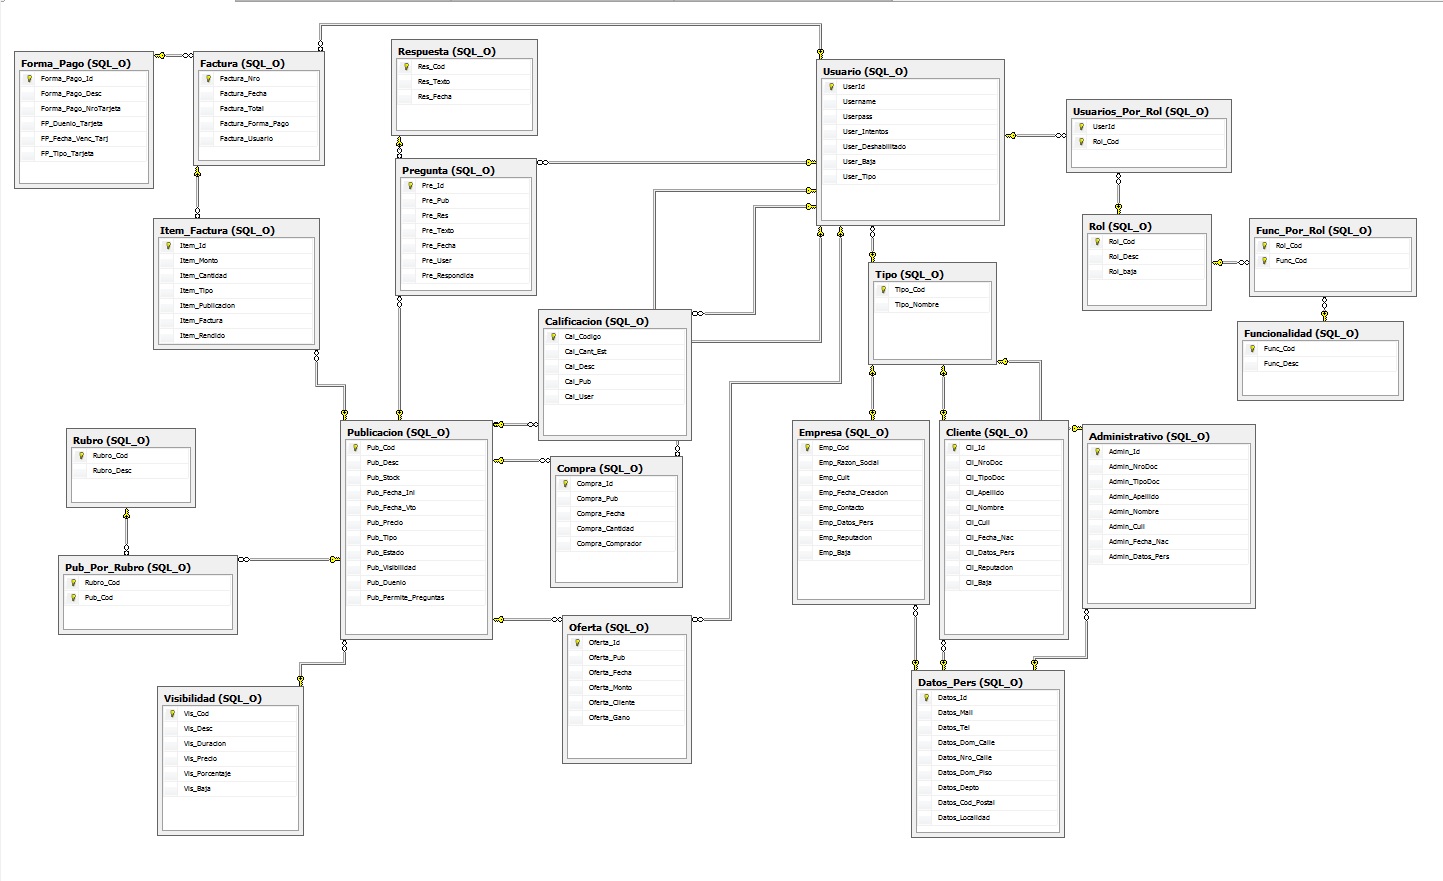 Forma_Pago (SQL_O)
Forma_Pago_Id
Forma_Pago_Desc
Forma_Pago_NroTarjeta
FP_Duenio_Tarjeta
FP_Fecha_Venc_Tarj
FP_Tipo_Tarjeta
Factura (SQL_O)
Factura_Nro
Factura_Fecha
Factura_Total
Factura_Forma_Pago
Factura_Usuario
Respuesta (SQL_O)
Res_Cod
Res_Texto
Res_Fecha
Usuario (SQL_O)
UserId
Username
Userpass
User_Intentos
User_Deshabilitado
User_Baja
User_Tipo
Usuarios_Por_Rol (SQL_O)
UserId
Rol_Cod
Pregunta (SQL_O)
Pre_Id
Pre_Pub
Pre_Res
Pre_Texto
Pre_Fecha
Pre_User
Pre_Respondida
Item_Factura (SQL_O)
Item_Id
Item_Monto
Item_Cantidad
Item_Tipo
Item_Publicacion
Item_Factura
Item_Rendido
Rol (SQL_O)
Rol_Cod
Rol_Desc
Rol_baja
Func_Por_Rol (SQL_O)
Rol_Cod
Func_Cod
Tipo (SQL_O)
Tipo_Cod
Tipo_Nombre
Calificacion (SQL_O)
Cal_Codigo
Cal_Cant_Est
Cal_Desc
Cal_Pub
Cal_User
Funcionalidad (SQL_O)
Func_Cod
Func_Desc
Rubro (SQL_O)
Rubro_Cod
Rubro_Desc
Publicacion (SQL_O)
Pub_Cod
Pub_Desc
Pub_Stock
Pub_Fecha_Ini
Pub_Fecha_Vto
Pub_Precio
Pub_Tipo
Pub_Estado
Pub_Visibilidad
Pub_Duenio
Pub_Permite_Preguntas
Compra (SQL_O)
Compra_Id
Compra_Pub
Compra_Fecha
Compra_Cantidad
Compra_Comprador
Empresa (SQL_O)
Emp_Cod
Emp_Razon_Social
Emp_Cuit
Emp_Fecha_Creacion
Emp_Contacto
Emp_Datos_Pers
Emp_Reputacion
Emp_Baja
Cliente (SQL_O)
Cli_Id
Cli_NroDoc
Cli_TipoDoc
Cli_Apellido
Cli_Nombre
Cli_Cuil
Cli_Fecha_Nac
Cli_Datos_Pers
Cli_Reputacion
Cli_Baja
Administrativo (SQL_O)
Admin_Id
Admin_NroDoc
Admin_TipoDoc
Admin_Apellido
Admin_Nombre
Admin_Cuil
Admin_Fecha_Nac
Admin_Datos_Pers
Pub_Por_Rubro (SQL_O)
Rubro_Cod
Pub_Cod
Oferta (SQL_O)
Oferta_Id
Oferta_Pub
Oferta_Fecha
Oferta_Monto
Oferta_Cliente
Oferta_Gano
Visibilidad (SQL_O)
Vis_Cod
Vis_Desc
Vis_Duracion
Vis_Precio
Vis_Porcentaje
Vis_Baja
Datos_Pers (SQL_O)
Datos_Id
Datos_Mail
Datos_Tel
Datos_Dom_Calle
Datos_Nro_Calle
Datos_Dom_Piso
Datos_Depto
Datos_Cod_Postal
Datos_Localidad